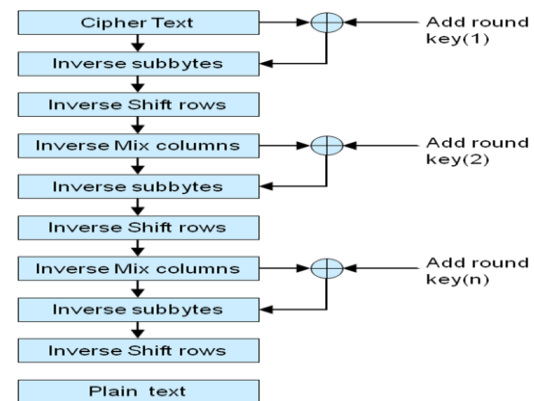 Cipher Text
Add round
key(1)
Inverse subbytes
Inverse Shift rows
Inverse Mix columns
Add round
key(2)
Inverse subbytes
Inverse Shift rows
Inverse Mix columns
Add round
key(n)
Inverse subbytes
Inverse Shift rows
Plain text